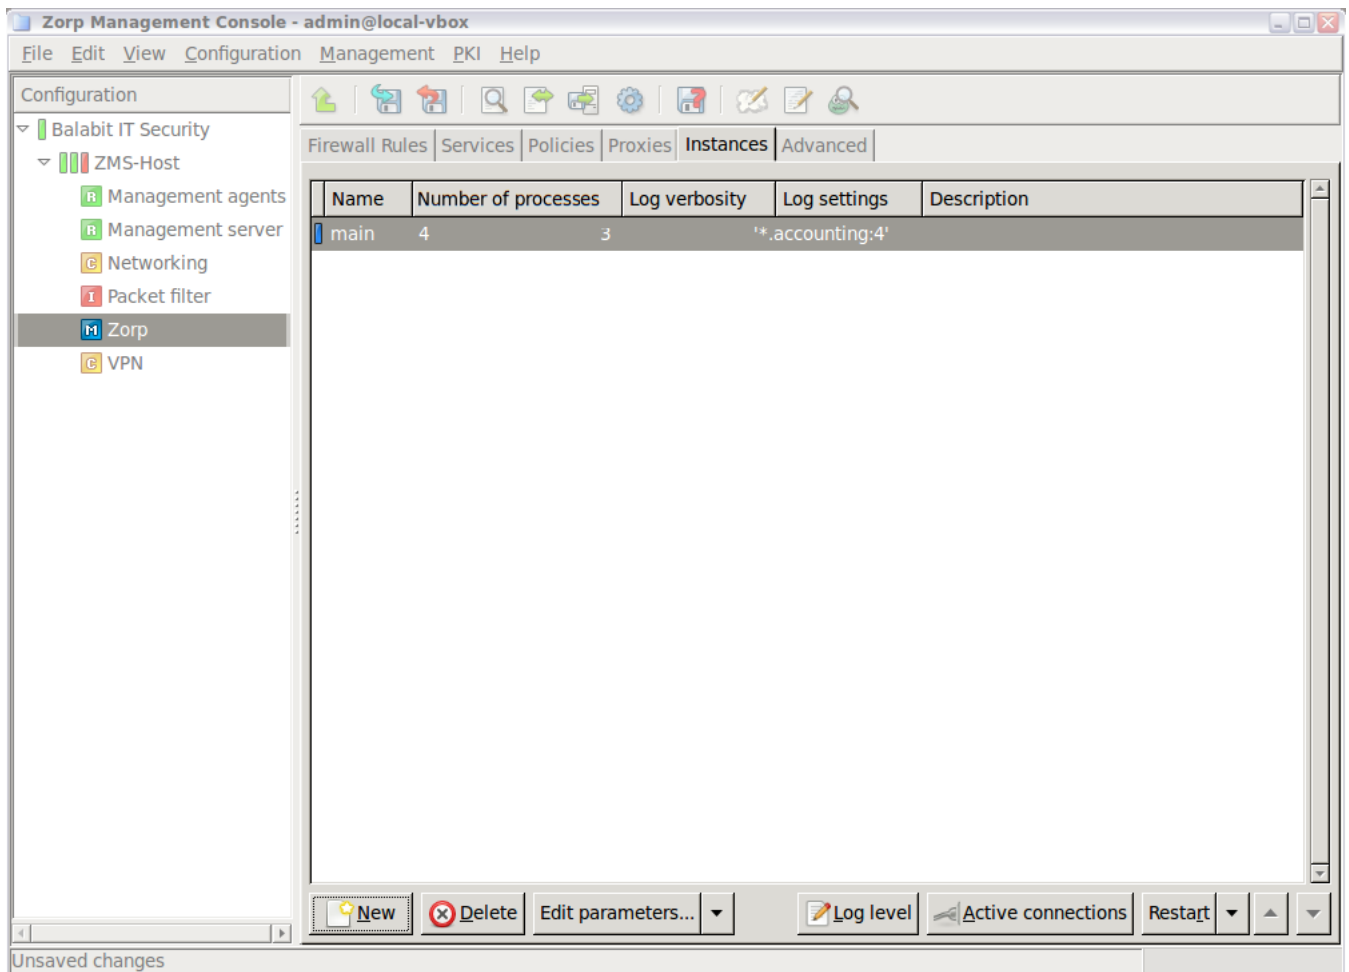 Zorp Management Console - admin@local-vbox
File Edit View Configuration Management PKI Help
Configuration
Balabit IT Security
ZMS-Host
R Management agents
R Management server
C Networking
I Packet filter
M Zorp
C VPN
Firewall Rules Services Policies Proxies Instances Advanced
Name Number of processes Log verbosity Log settings Description
main 4 3 '*.accounting:4'
New Delete Edit parameters... Log level Active connections Restart
Unsaved changes